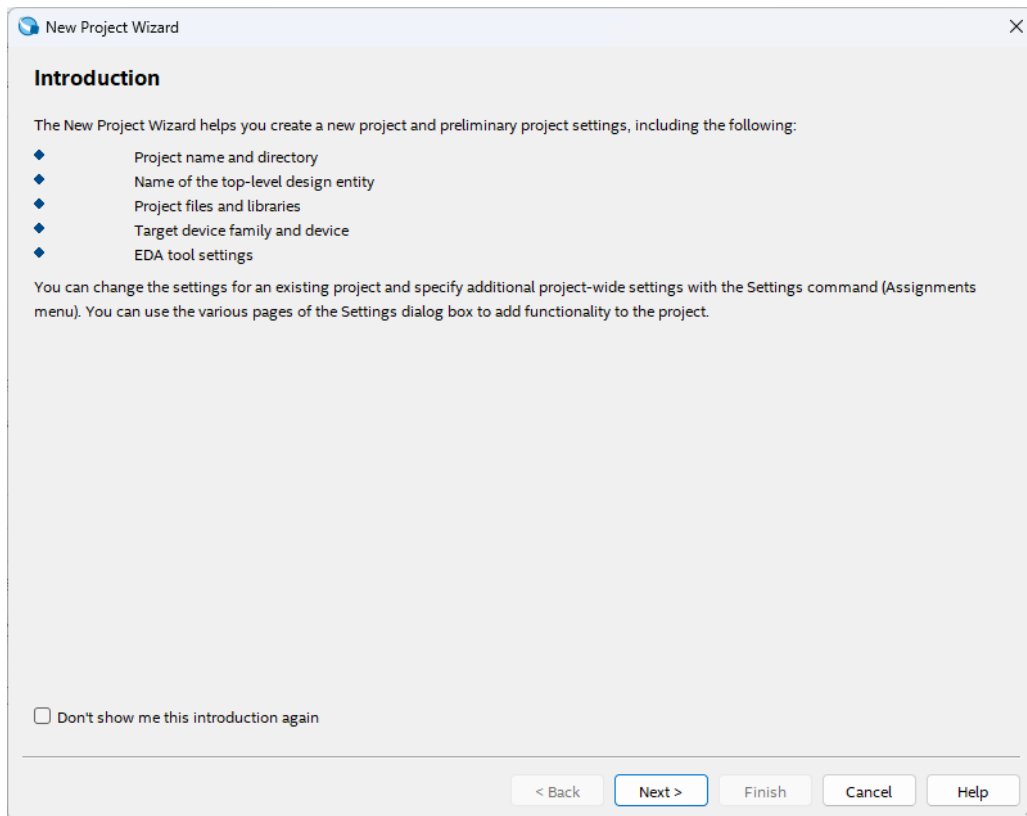 New Project Wizard
Introduction
The New Project Wizard helps you create a new project and preliminary project settings, including the following:
Project name and directory
Name of the top-level design entity
Project files and libraries
Target device family and device
EDA tool settings
You can change the settings for an existing project and specify additional project-wide settings with the Settings command (Assignments
menu). You can use the various pages of the Settings dialog box to add functionality to the project.
Don't show me this introduction again
< Back Next > Finish Cancel Help